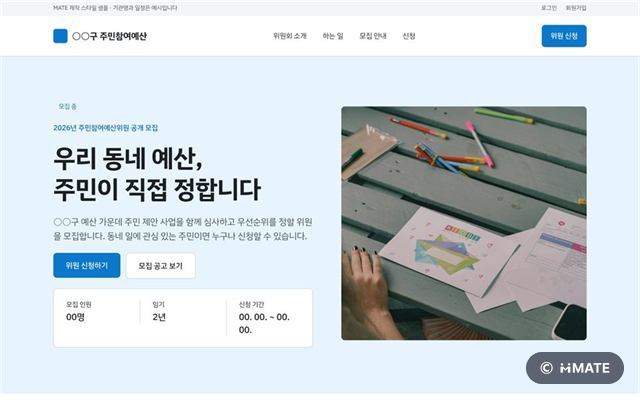 MATE 제작 스타일 샘플 · 기관명과 일정은 예시입니다
로그인 회원가입
○○구 주민참여예산
위원회 소개 하는 일 모집 안내 신청
위원 신청
모집 중
2026년 주민참여예산위원 공개 모집
우리 동네 예산,
주민이 직접 정합니다
○○구 예산 가운데 주민 제안 사업을 함께 심사하고 우선순위를 정할 위원
을 모집합니다. 동네 일에 관심 있는 주민이면 누구나 신청할 수 있습니다.
위원 신청하기 모집 공고 보기
모집 인원 임기 신청 기간
00명 2년 00. 00. ~ 00.
00.
© MMATE